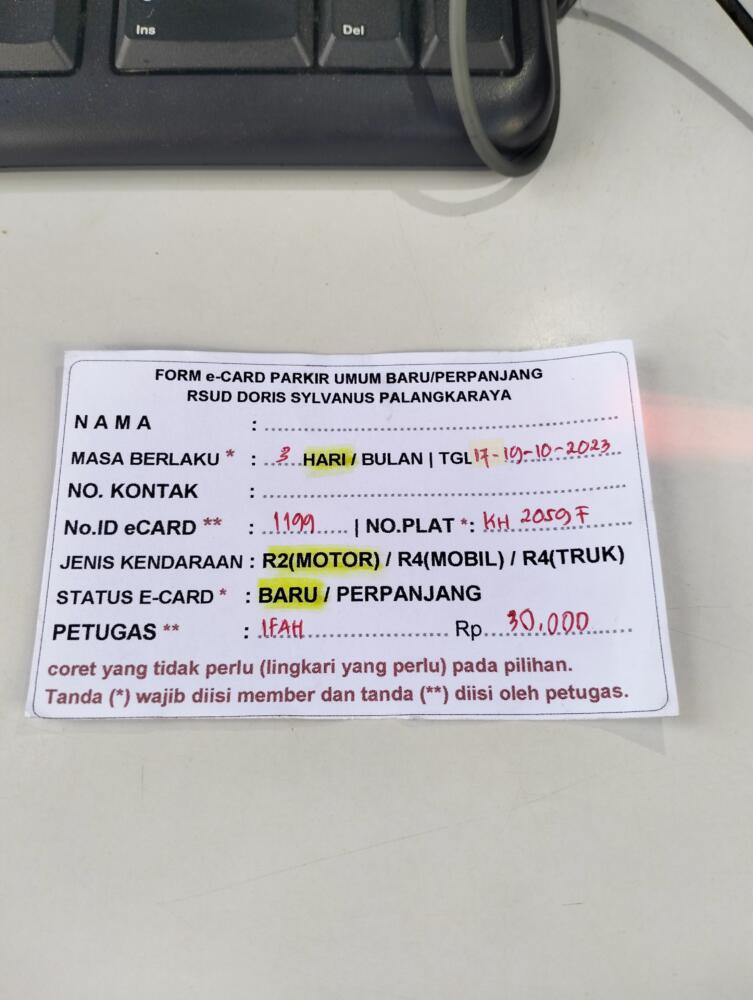 Ins
Del
FORM e-CARD PARKIR UMUM BARU/PERPANJANG
RSUD DORIS SYLVANUS PALANGKARAYA
N A M A :
MASA BERLAKU * : 3 HARI / BULAN | TGL 17-19-10-2023
NO. KONTAK :
No.ID eCARD ** : 1199 | NO.PLAT *: KH 2059 F
JENIS KENDARAAN : R2(MOTOR) / R4(MOBIL) / R4(TRUK)
STATUS E-CARD * : BARU / PERPANJANG
PETUGAS ** : IFAH Rp. 30.000
coret yang tidak perlu (lingkari yang perlu) pada pilihan.
Tanda (*) wajib diisi member dan tanda (**) diisi oleh petugas.